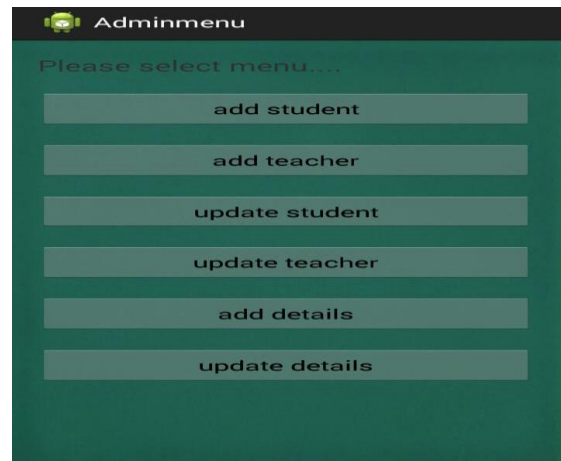 Adminmenu
Please select menu....
add student
add teacher
update student
update teacher
add details
update details